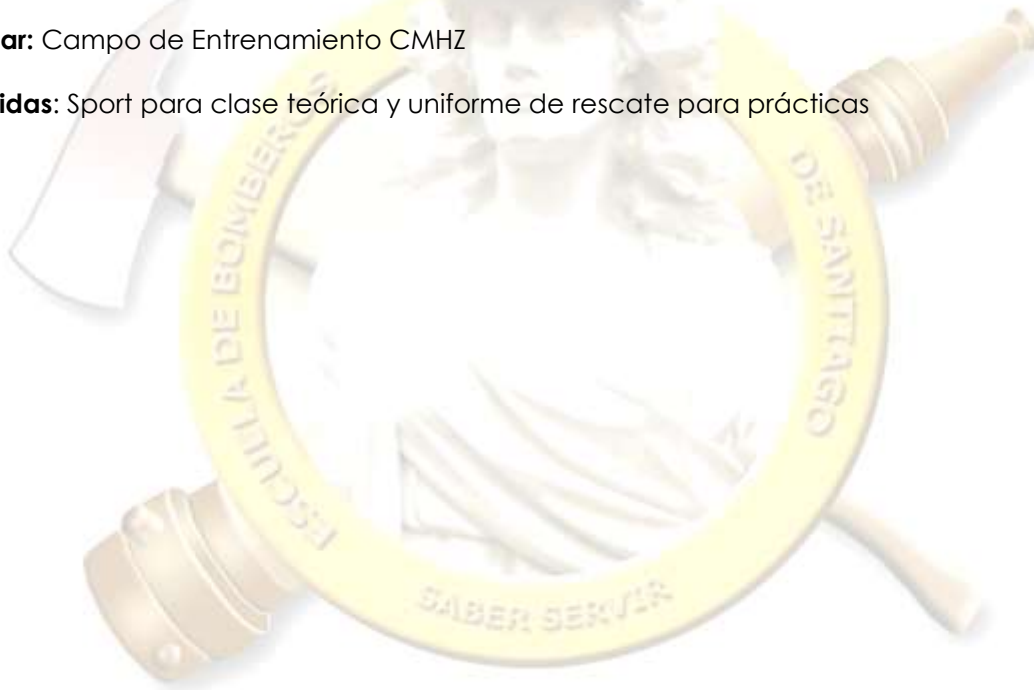 ar: Campo de Entrenamiento CMHZ
idas: Sport para clase teórica y uniforme de rescate para prácticas
ESCUELA DE BOMBEROS
DE SANTIAGO
SABER SERVIR